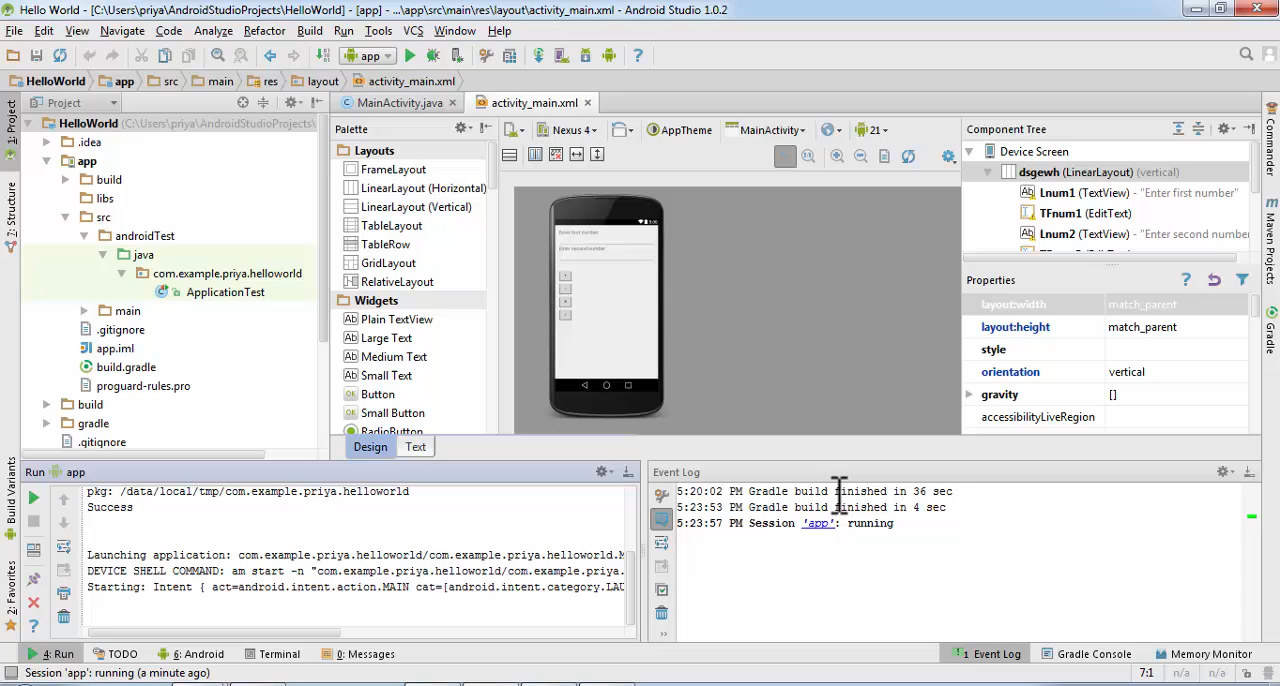 Hello World - [C:\Users\priya\AndroidStudioProjects\HelloWorld] - [app] - ...\app\src\main\res\layout\activity_main.xml - Android Studio 1.0.2
File Edit View Navigate Code Analyze Refactor Build Run Tools VCS Window Help
app
HelloWorld app src main res layout activity_main.xml
1: Project
7: Structure
Build Variants
2: Favorites
Project
HelloWorld (C:\Users\priya\AndroidStudioProjects\
.idea
app
build
libs
src
androidTest
java
com.example.priya.helloworld
ApplicationTest
main
.gitignore
app.iml
build.gradle
proguard-rules.pro
build
gradle
.gitignore
MainActivity.java activity_main.xml
Palette
Layouts
FrameLayout
LinearLayout (Horizontal)
LinearLayout (Vertical)
TableLayout
TableRow
GridLayout
RelativeLayout
Widgets
Plain TextView
Large Text
Medium Text
Small Text
Button
Small Button
RadioButton
Design Text
Nexus 4 AppTheme MainActivity 21
5:00
Enter first number
Enter second number
Component Tree
Device Screen
dsgewh (LinearLayout) (vertical)
Lnum1 (TextView) - "Enter first number"
TFnum1 (EditText)
Lnum2 (TextView) - "Enter second number
Properties
layout:width match_parent
layout:height match_parent
style
orientation vertical
gravity []
accessibilityLiveRegion
Commander
Maven Projects
Gradle
Run app
pkg: /data/local/tmp/com.example.priya.helloworld
Success
Launching application: com.example.priya.helloworld/com.example.priya.helloworld.M
DEVICE SHELL COMMAND: am start -n "com.example.priya.helloworld/com.example.priya.
Starting: Intent { act=android.intent.action.MAIN cat=[android.intent.category.LAU
Event Log
5:20:02 PM Gradle build finished in 36 sec
5:23:53 PM Gradle build finished in 4 sec
5:23:57 PM Session 'app': running
4: Run TODO 6: Android Terminal 0: Messages 1 Event Log Gradle Console Memory Monitor
Session 'app': running (a minute ago) 7:1 n/a n/a